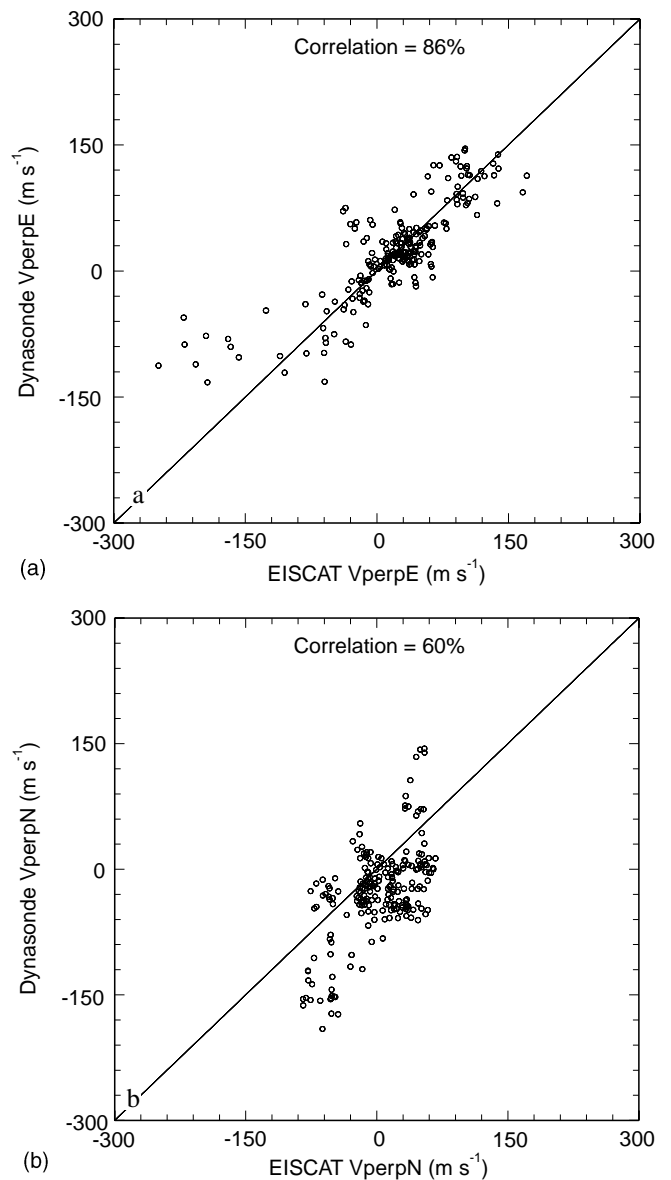 300
Correlation = 86%
150
Dynasonde VperpE (m s⁻¹)
0
-150
a
-300
-300 -150 0 150 300
(a)
EISCAT VperpE (m s⁻¹)
300
Correlation = 60%
150
Dynasonde VperpN (m s⁻¹)
0
-150
b
-300
-300 -150 0 150 300
(b)
EISCAT VperpN (m s⁻¹)